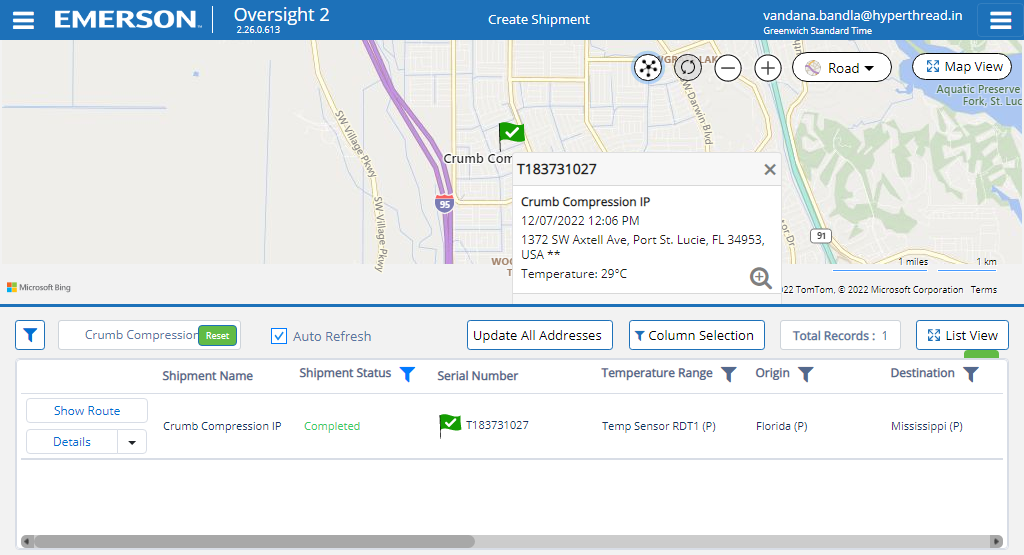 EMERSON
Oversight 2
2.26.0.613
Create Shipment
vandana.bandla@hyperthread.in
Greenwich Standard Time
Road
Map View
Aquatic Preserve
Fork, St. Luc
SW Village Pkwy
SW Darwin Blvd
SW Village Pkwy
Crumb Com
95
91
T183731027
Crumb Compression IP
12/07/2022 12:06 PM
1372 SW Axtell Ave, Port St. Lucie, FL 34953,
USA **
Temperature: 29°C
1 miles
1 km
Microsoft Bing
22 TomTom, © 2022 Microsoft Corporation Terms
Crumb Compression
Reset
Auto Refresh
Update All Addresses
Column Selection
Total Records : 1
List View
Shipment Name
Shipment Status
Serial Number
Temperature Range
Origin
Destination
Show Route
Details
Crumb Compression IP
Completed
T183731027
Temp Sensor RDT1 (P)
Florida (P)
Mississippi (P)